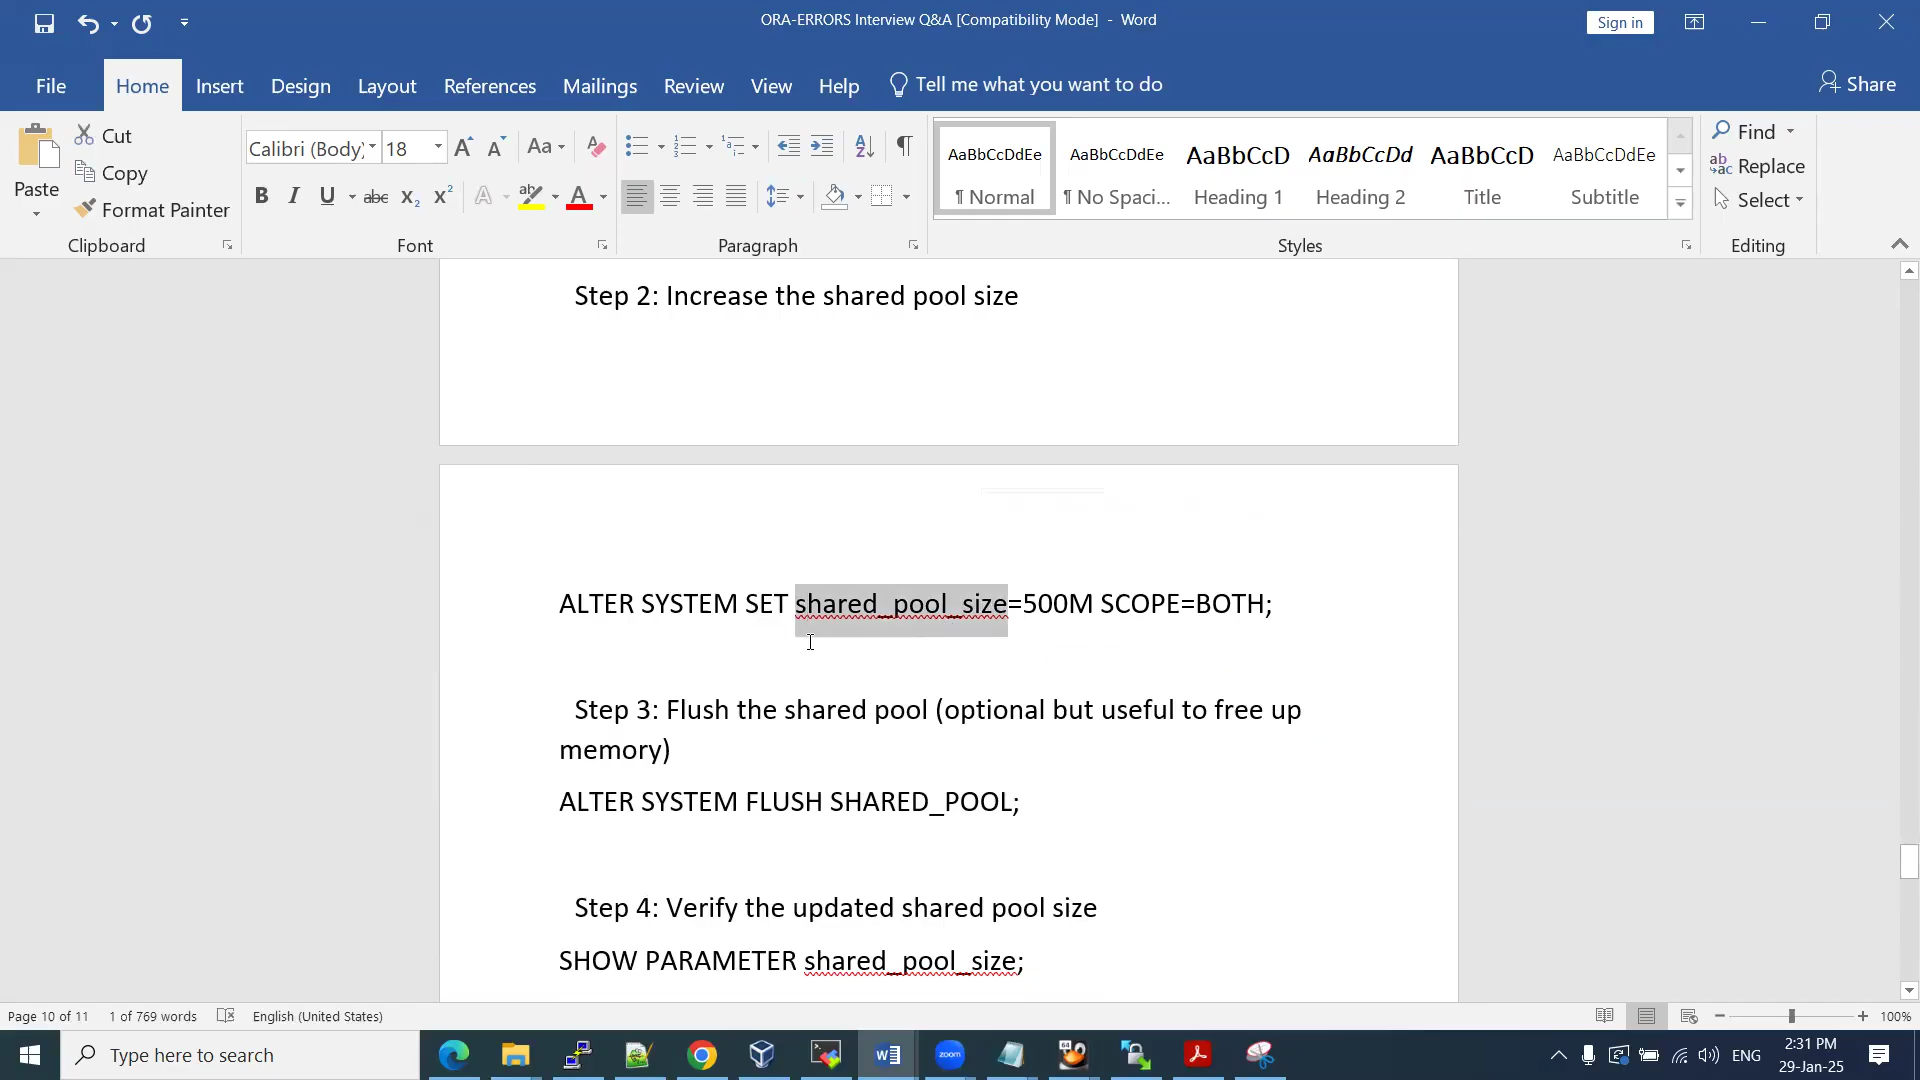 ORA-ERRORS Interview Q&A [Compatibility Mode] - Word
Sign in
File Home Insert Design Layout References Mailings Review View Help Tell me what you want to do Share
Paste
Cut
Copy
Format Painter
Clipboard
Calibri (Body) 18
Font
Paragraph
AaBbCcDdEe AaBbCcDdEe AaBbCcD AaBbCcDd AaBbCcD AaBbCcDdEe
¶ Normal ¶ No Spaci... Heading 1 Heading 2 Title Subtitle
Styles
Find
Replace
Select
Editing
Step 2: Increase the shared pool size
ALTER SYSTEM SET shared_pool_size=500M SCOPE=BOTH;
Step 3: Flush the shared pool (optional but useful to free up
memory)
ALTER SYSTEM FLUSH SHARED_POOL;
Step 4: Verify the updated shared pool size
SHOW PARAMETER shared_pool_size;
Page 10 of 11 1 of 769 words English (United States) 100%
Type here to search
ENG
2:31 PM
29-Jan-25